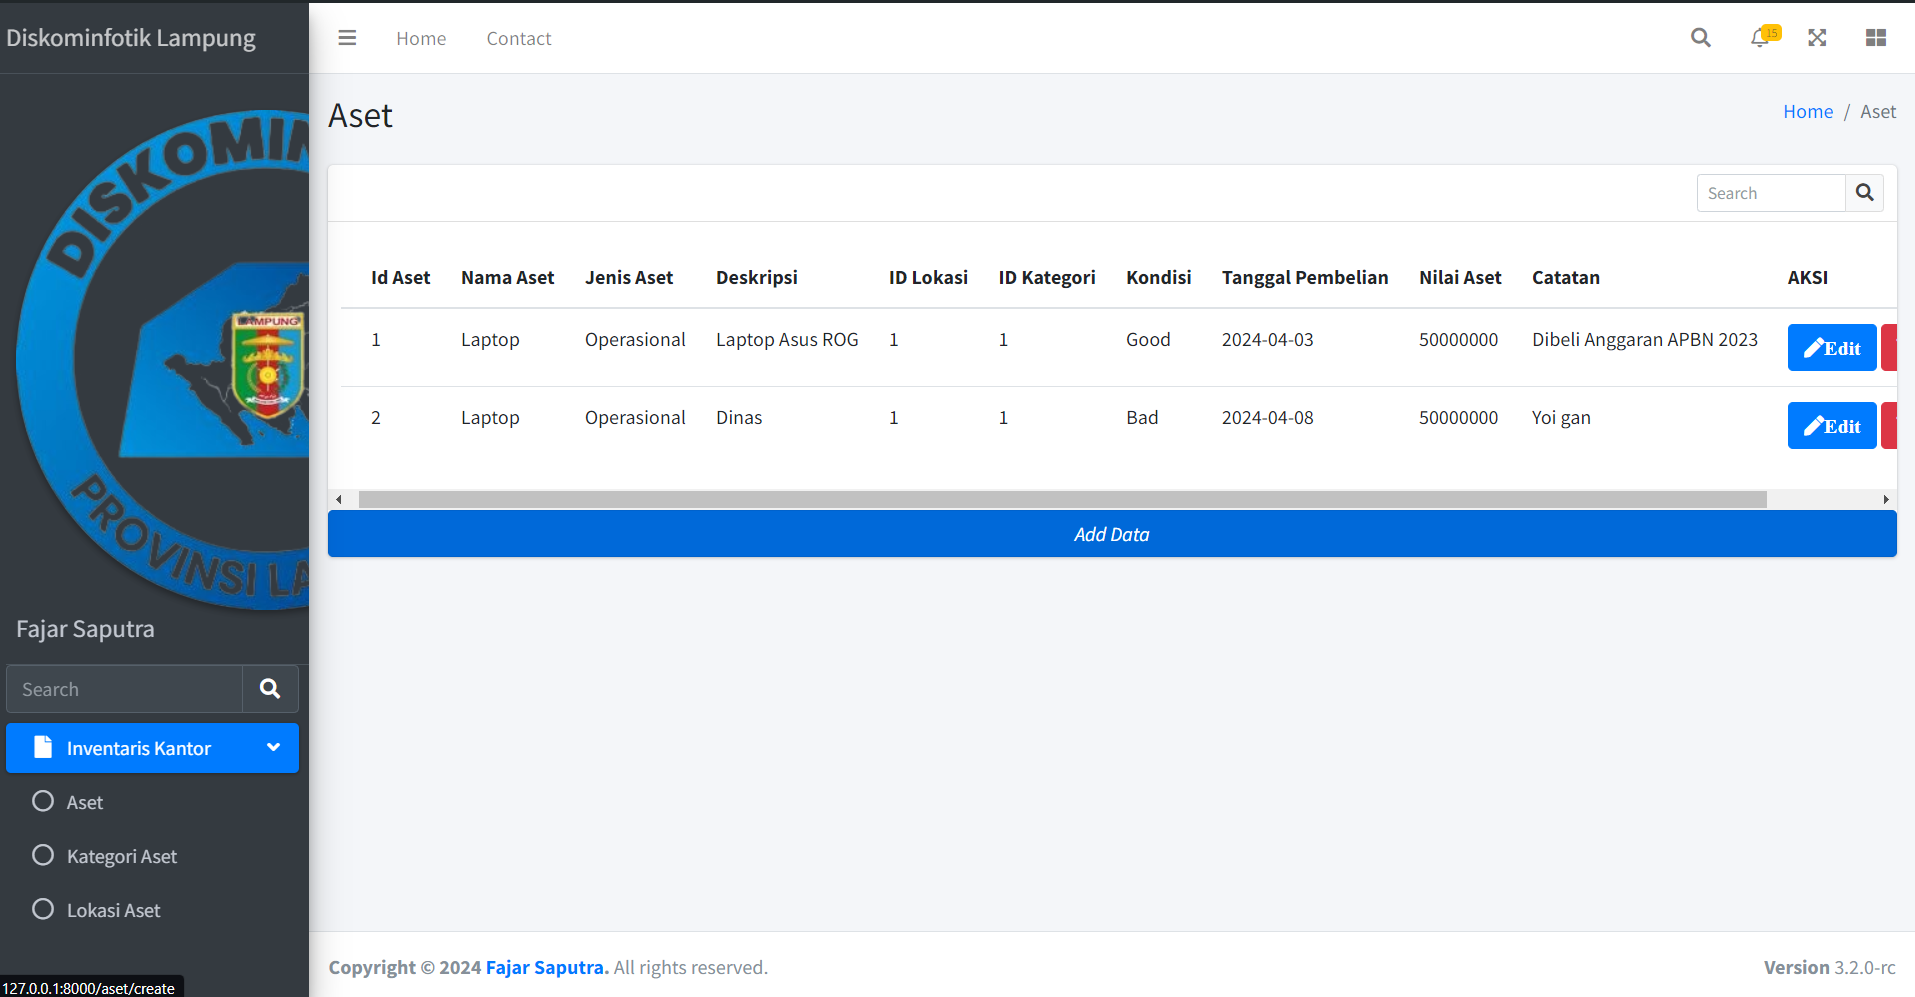 Diskominfotik Lampung
Home
Contact
15
Aset
Home / Aset
Search
Id Aset Nama Aset Jenis Aset Deskripsi ID Lokasi ID Kategori Kondisi Tanggal Pembelian Nilai Aset Catatan AKSI
1 Laptop Operasional Laptop Asus ROG 1 1 Good 2024-04-03 50000000 Dibeli Anggaran APBN 2023 Edit
2 Laptop Operasional Dinas 1 1 Bad 2024-04-08 50000000 Yoi gan Edit
Add Data
LAMPUNG
Fajar Saputra
Search
Inventaris Kantor
Aset
Kategori Aset
Lokasi Aset
Copyright © 2024 Fajar Saputra. All rights reserved.
Version 3.2.0-rc
127.0.0.1:8000/aset/create